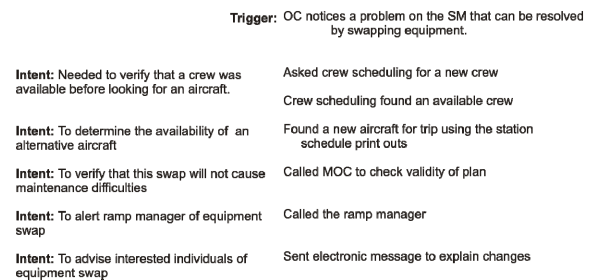 Trigger: OC notices a problem on the SM that can be resolved
by swapping equipment.
Intent: Needed to verify that a crew was
available before looking for an aircraft.
Asked crew scheduling for a new crew
Crew scheduling found an available crew
Intent: To determine the availability of an
alternative aircraft
Found a new aircraft for trip using the station
schedule print outs
Intent: To verify that this swap will not cause
maintenance difficulties
Called MOC to check validity of plan
Intent: To alert ramp manager of equipment
swap
Called the ramp manager
Intent: To advise interested individuals of
equipment swap
Sent electronic message to explain changes